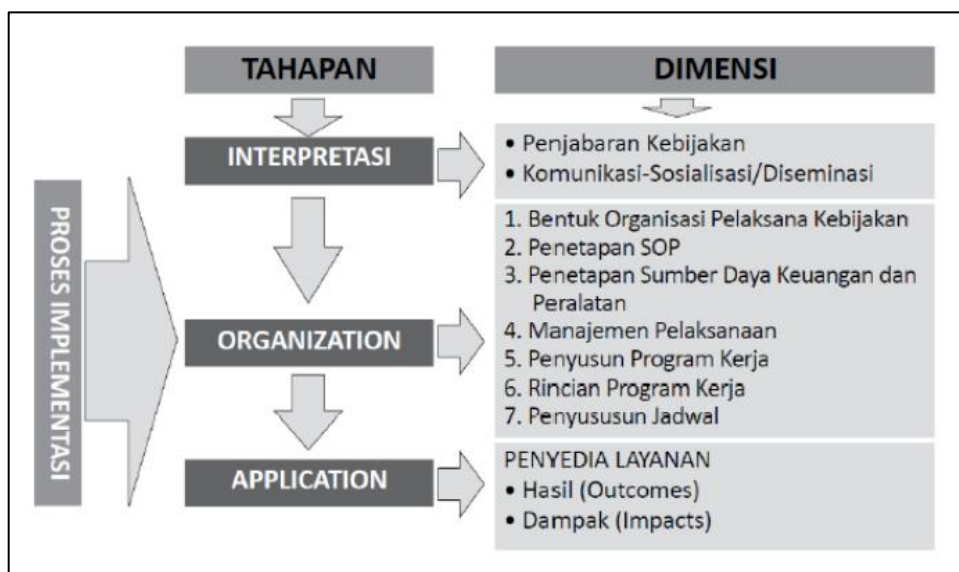 TAHAPAN
DIMENSI
PROSES IMPLEMENTASI
INTERPRETASI
• Penjabaran Kebijakan
• Komunikasi-Sosialisasi/Diseminasi
ORGANIZATION
1. Bentuk Organisasi Pelaksana Kebijakan
2. Penetapan SOP
3. Penetapan Sumber Daya Keuangan dan
Peralatan
4. Manajemen Pelaksanaan
5. Penyusun Program Kerja
6. Rincian Program Kerja
7. Penyususun Jadwal
APPLICATION
PENYEDIA LAYANAN
• Hasil (Outcomes)
• Dampak (Impacts)